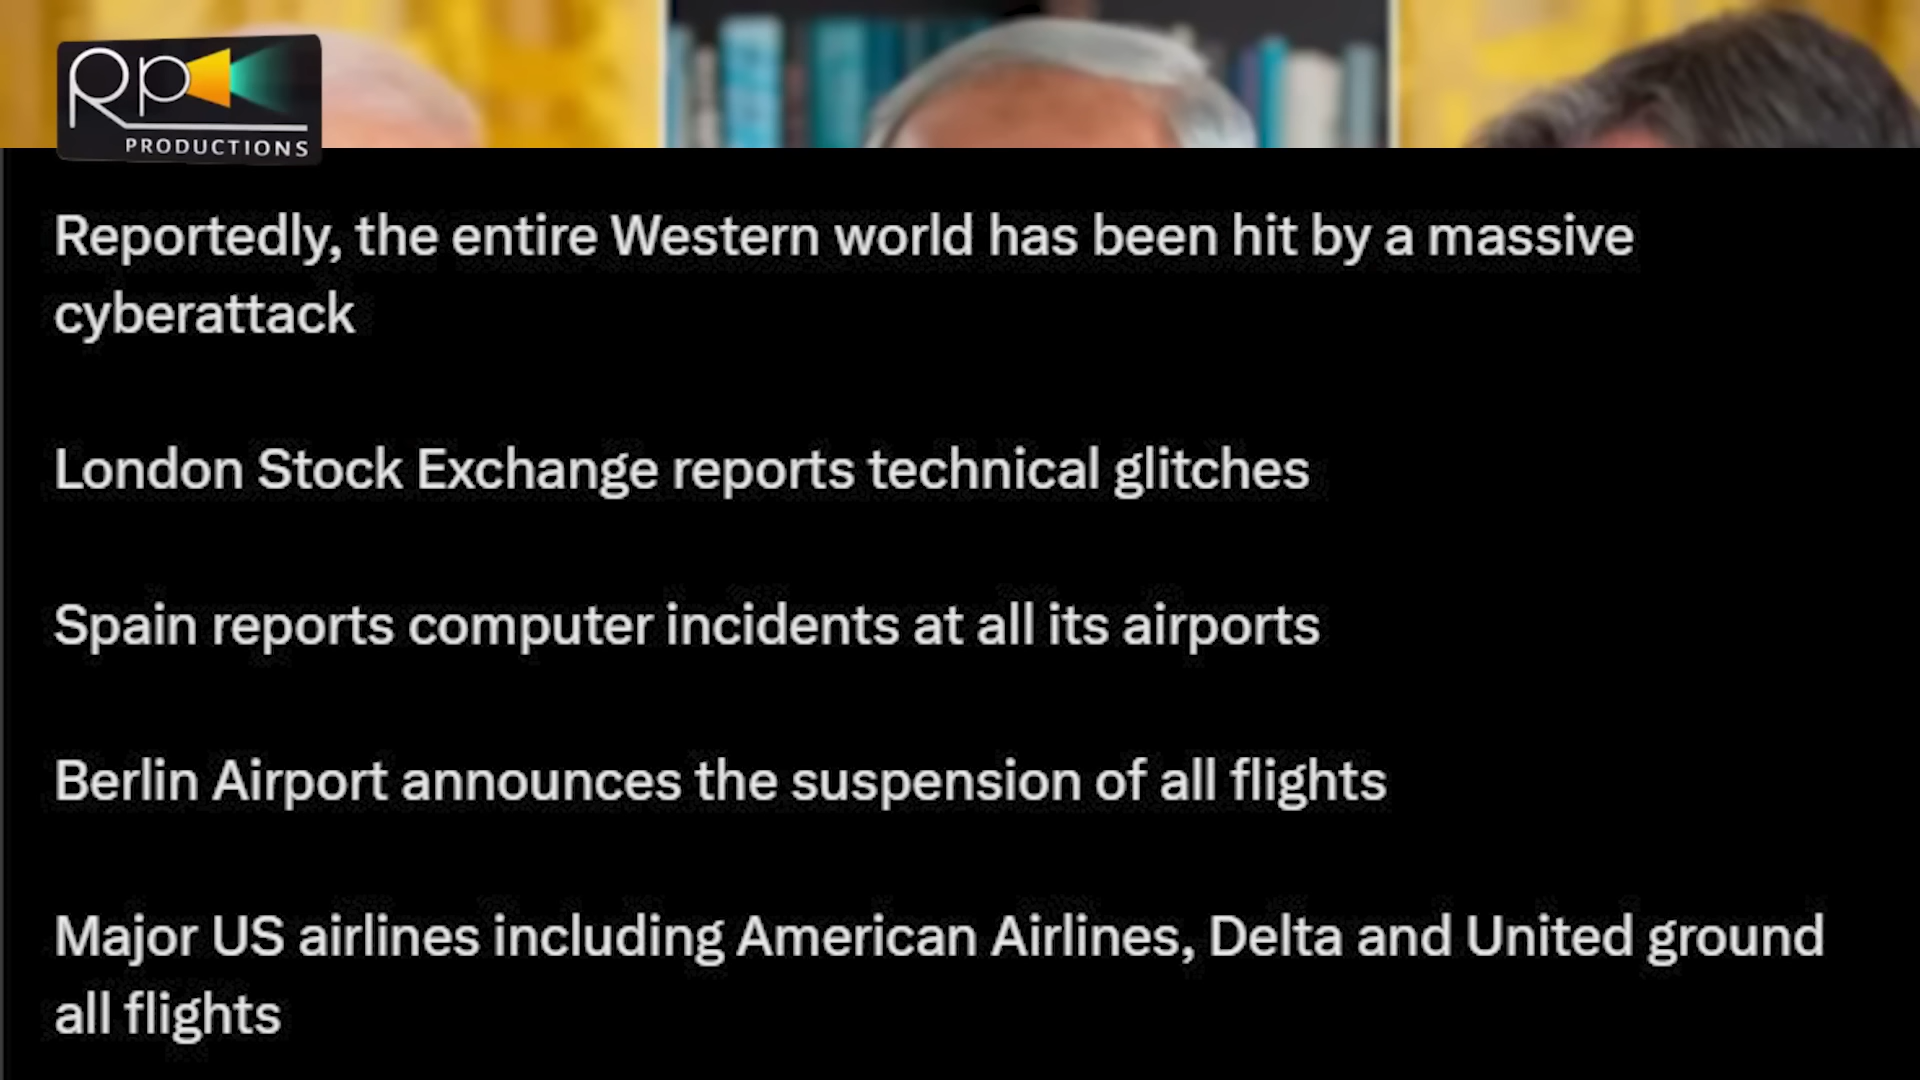 Rp
PRODUCTIONS
Reportedly, the entire Western world has been hit by a massive
cyberattack
London Stock Exchange reports technical glitches
Spain reports computer incidents at all its airports
Berlin Airport announces the suspension of all flights
Major US airlines including American Airlines, Delta and United ground
all flights